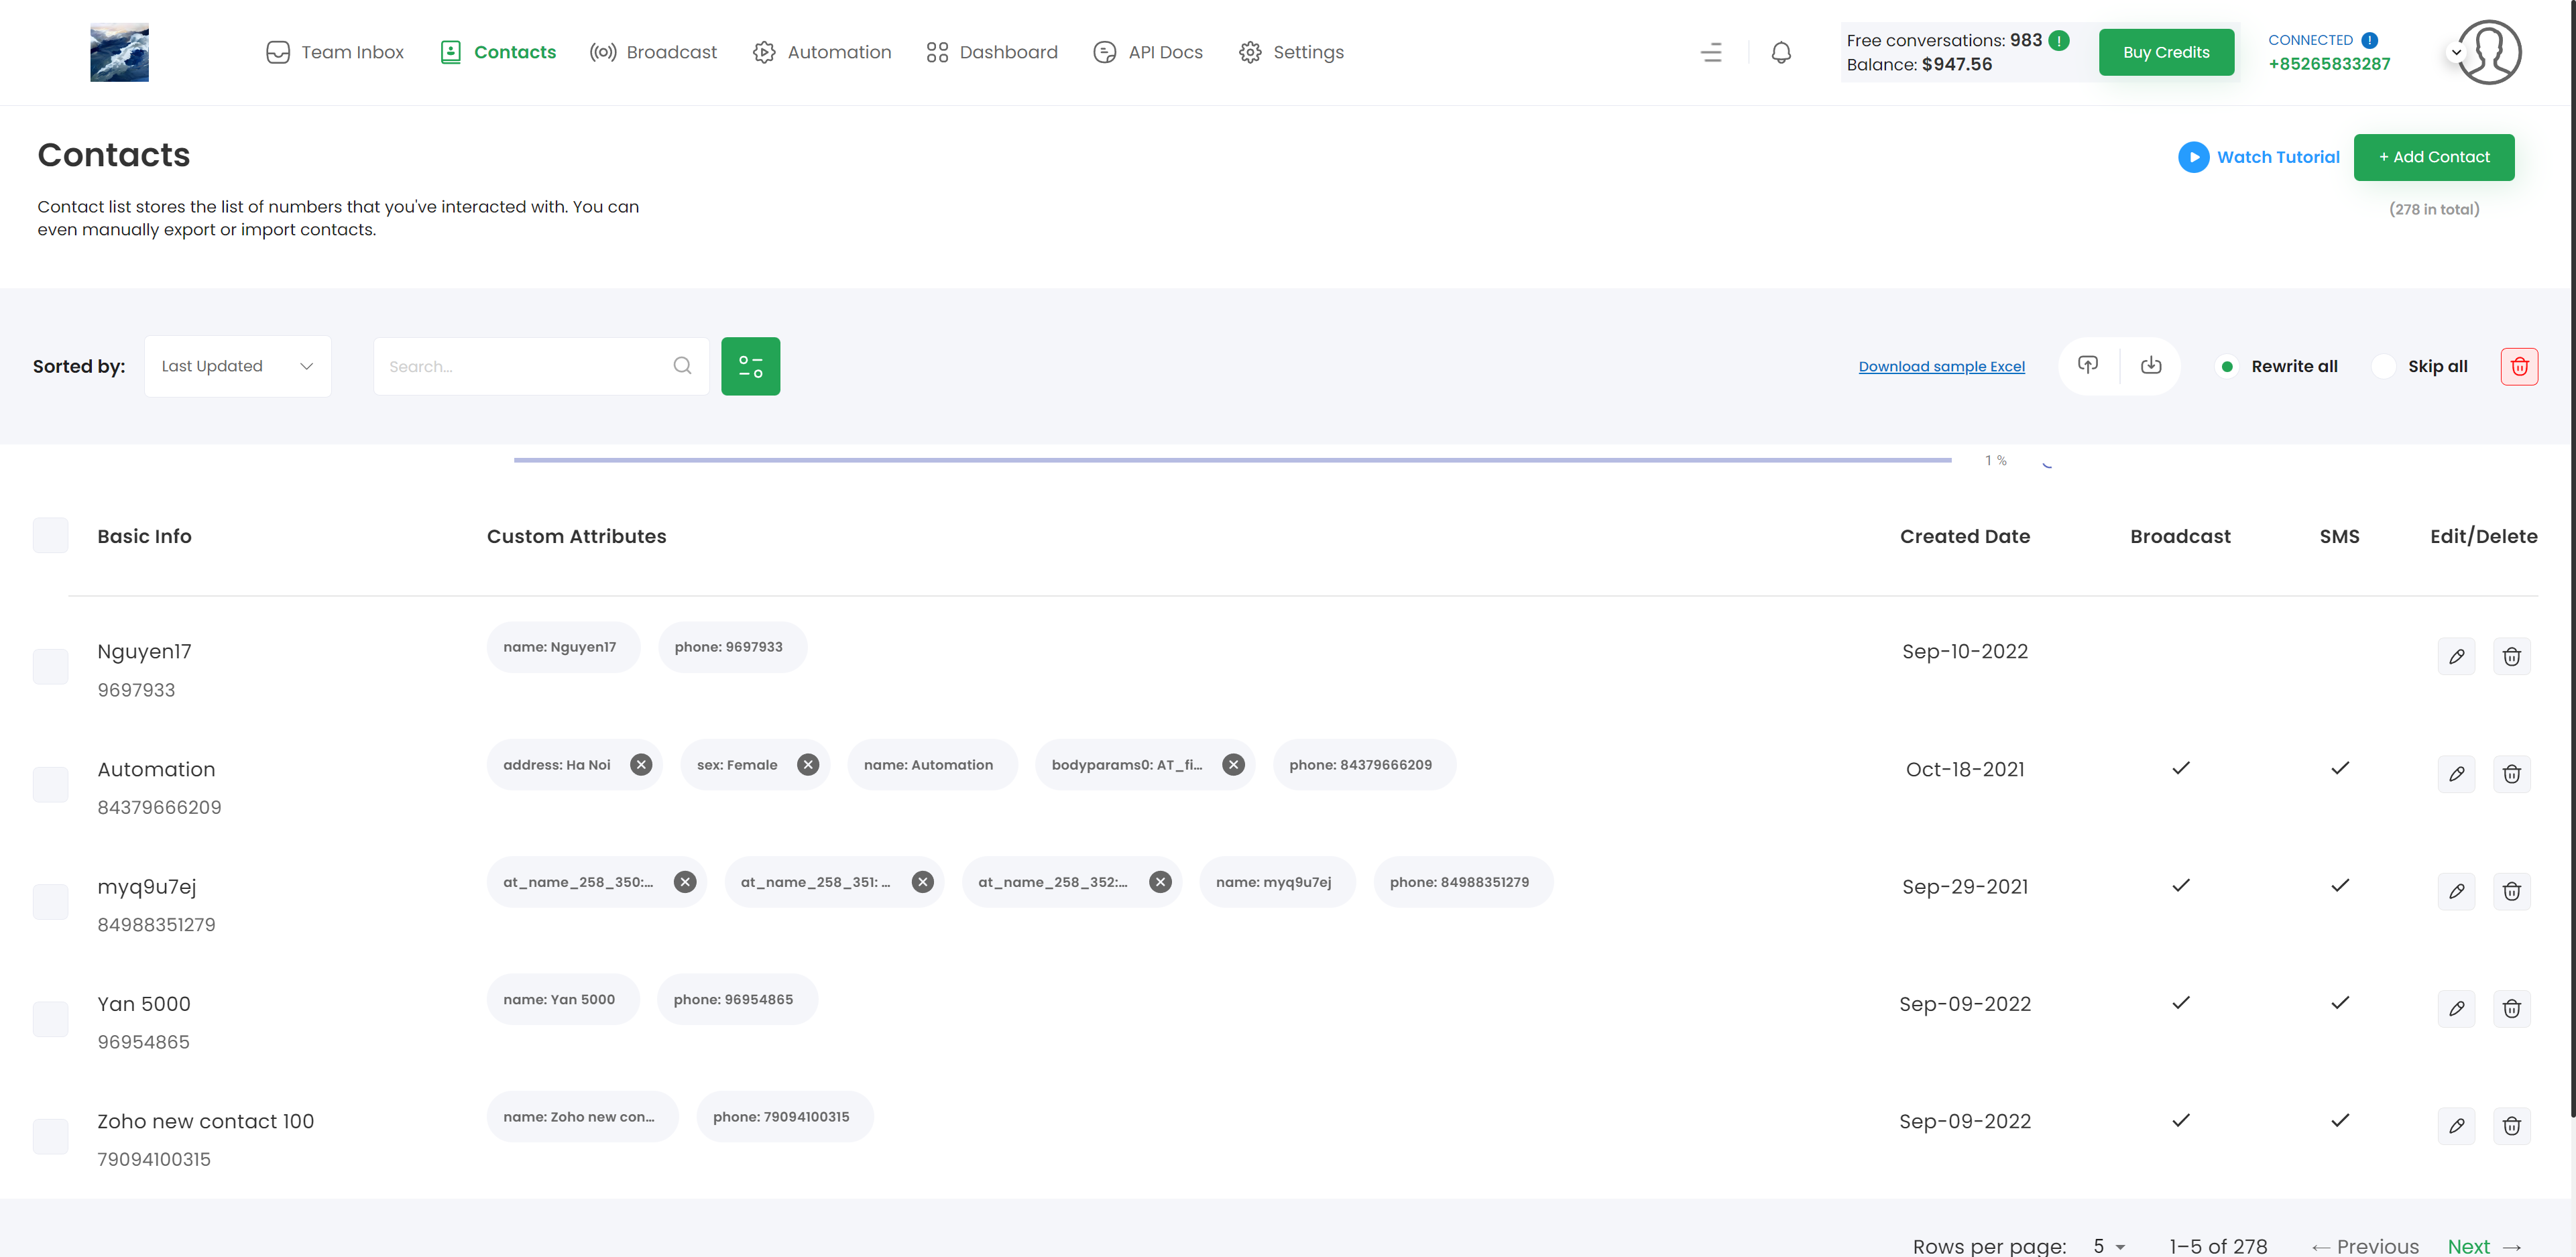 Team Inbox Contacts Broadcast Automation Dashboard API Docs Settings
Free conversations: 983 !
Balance: $947.56
Buy Credits
CONNECTED !
+85265833287
Contacts
Contact list stores the list of numbers that you've interacted with. You can
even manually export or import contacts.
Watch Tutorial
+ Add Contact
(278 in total)
Sorted by: Last Updated Search... Download sample Excel Rewrite all Skip all
1 %
Basic Info Custom Attributes Created Date Broadcast SMS Edit/Delete
Nguyen17 name: Nguyen17 phone: 9697933 Sep-10-2022
9697933
Automation address: Ha Noi sex: Female name: Automation bodyparams0: AT_fi... phone: 84379666209 Oct-18-2021
84379666209
myq9u7ej at_name_258_350:... at_name_258_351: ... at_name_258_352:... name: myq9u7ej phone: 84988351279 Sep-29-2021
84988351279
Yan 5000 name: Yan 5000 phone: 96954865 Sep-09-2022
96954865
Zoho new contact 100 name: Zoho new con... phone: 79094100315 Sep-09-2022
79094100315
Rows per page: 5 1–5 of 278 ← Previous Next →